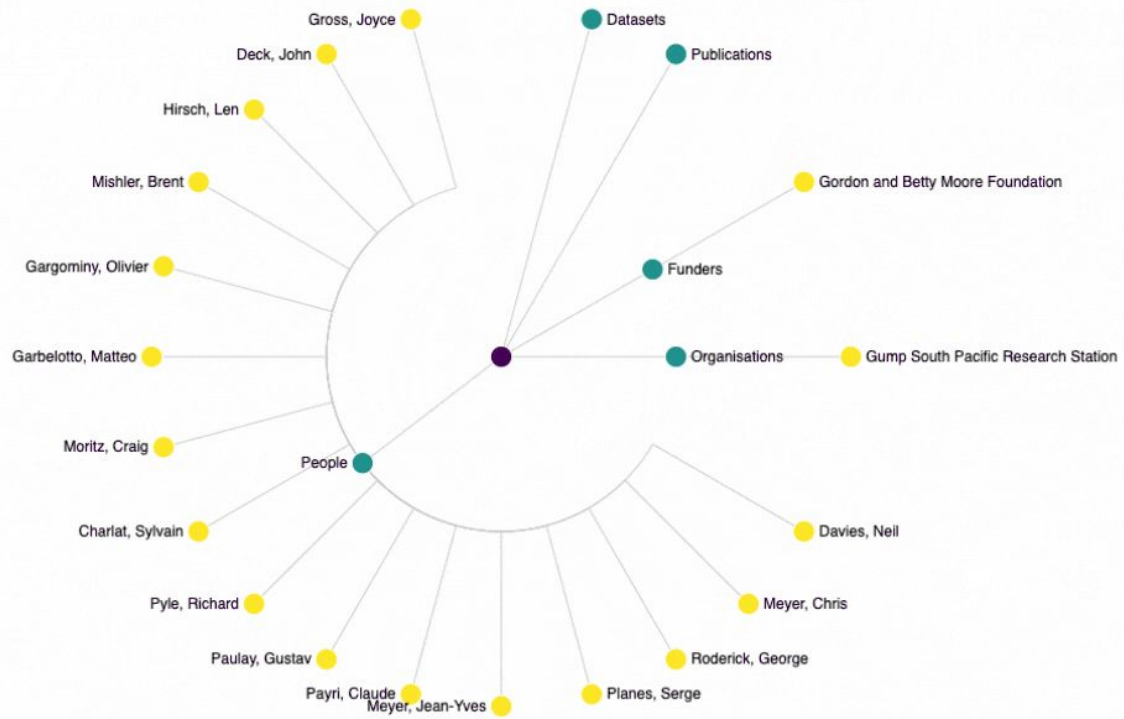 Gross, Joyce
Datasets
Deck, John
Publications
Hirsch, Len
Mishler, Brent
Gordon and Betty Moore Foundation
Gargominy, Olivier
Funders
Garbelotto, Matteo
Organisations
Gump South Pacific Research Station
Moritz, Craig
People
Charlat, Sylvain
Davies, Neil
Pyle, Richard
Meyer, Chris
Paulay, Gustav
Roderick, George
Payri, Claude
Planes, Serge
Meyer, Jean-Yves